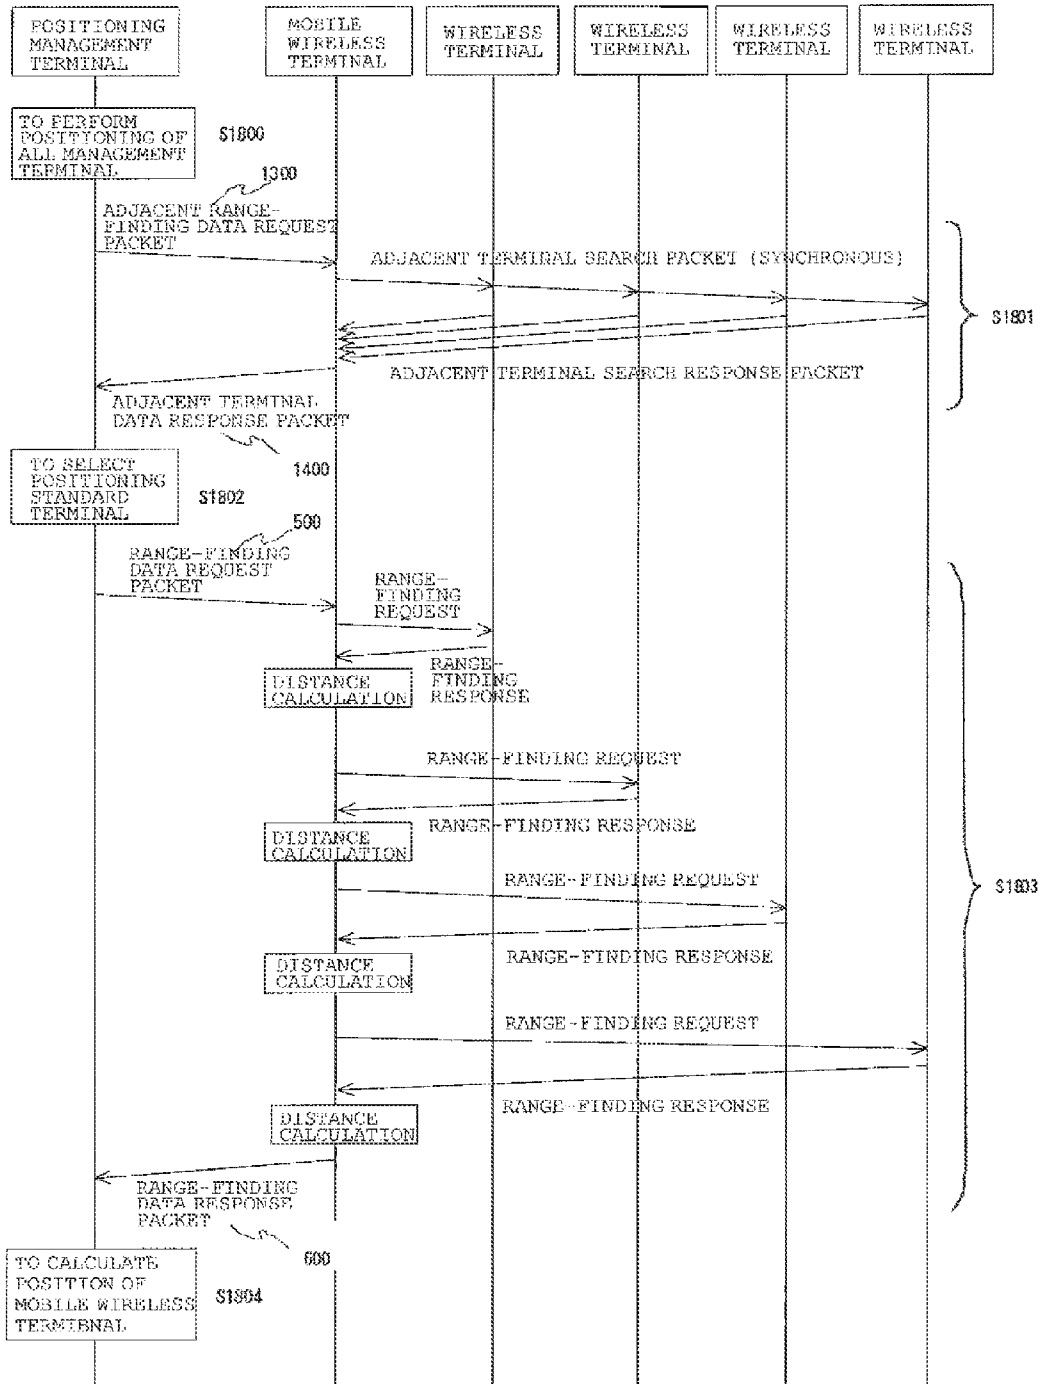 POSITIONING
MANAGEMENT
TERMINAL
MOBILE
WIRELESS
TERMINAL
WIRELESS
TERMINAL
WIRELESS
TERMINAL
WIRELESS
TERMINAL
WIRELESS
TERMINAL
TO PERFORM
POSITIONING OF
ALL MANAGEMENT
TERMINAL
S1800
1300
ADJACENT RANGE-
FINDING DATA REQUEST
PACKET
ADJACENT TERMINAL SEARCH PACKET (SYNCHRONOUS)
S1801
ADJACENT TERMINAL SEARCH RESPONSE PACKET
ADJACENT TERMINAL
DATA RESPONSE PACKET
1400
TO SELECT
POSITIONING
STANDARD
TERMINAL
S1802
500
RANGE-FINDING
DATA REQUEST
PACKET
RANGE-
FINDING
REQUEST
RANGE-
FINDING
RESPONSE
DISTANCE
CALCULATION
RANGE-FINDING REQUEST
RANGE-FINDING RESPONSE
DISTANCE
CALCULATION
RANGE-FINDING REQUEST
S1803
RANGE-FINDING RESPONSE
DISTANCE
CALCULATION
RANGE-FINDING REQUEST
RANGE-FINDING RESPONSE
DISTANCE
CALCULATION
RANGE-FINDING
DATA RESPONSE
PACKET
600
TO CALCULATE
POSITION OF
MOBILE WIRELESS
TERMIBNAL
S1804